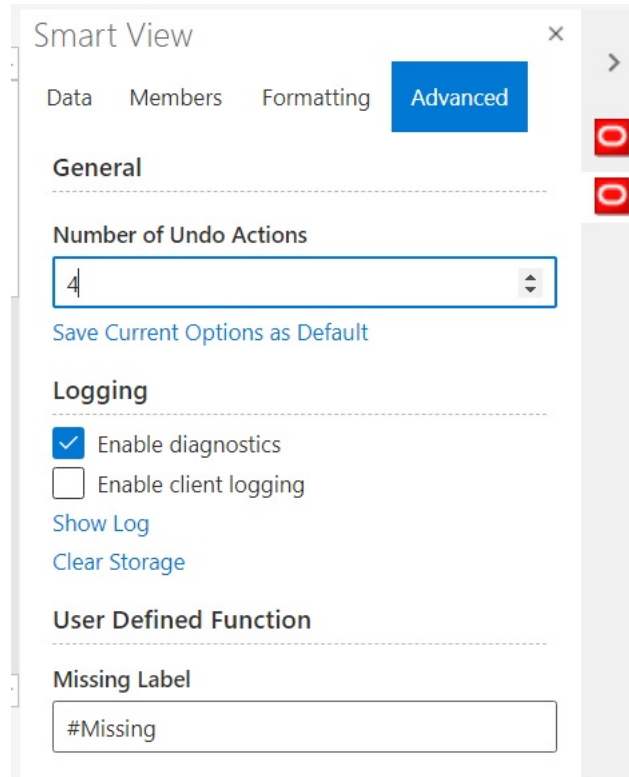 Smart View
Data Members Formatting Advanced
General
Number of Undo Actions
4
Save Current Options as Default
Logging
Enable diagnostics
Enable client logging
Show Log
Clear Storage
User Defined Function
Missing Label
#Missing